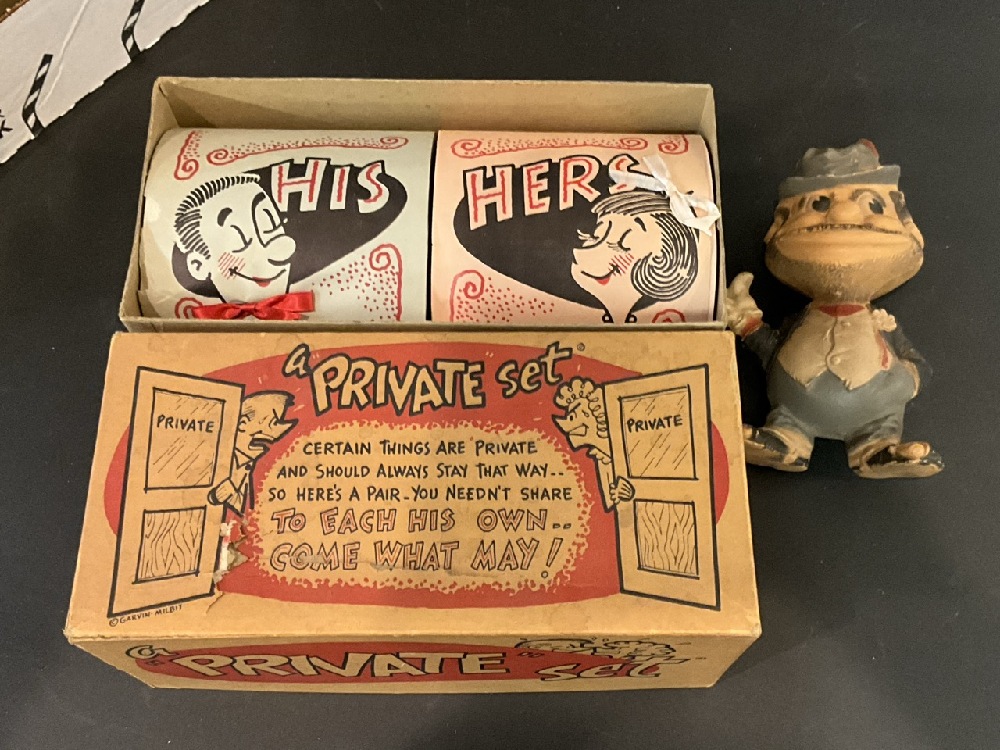 HIS
HERS
a PRIVATE set
PRIVATE
PRIVATE
CERTAIN THINGS ARE PRIVATE
AND SHOULD ALWAYS STAY THAT WAY..
SO HERE'S A PAIR-YOU NEEDN'T SHARE
TO EACH HIS OWN..
COME WHAT MAY!
© GARVIN-MILBIT
a "PRIVATE" set